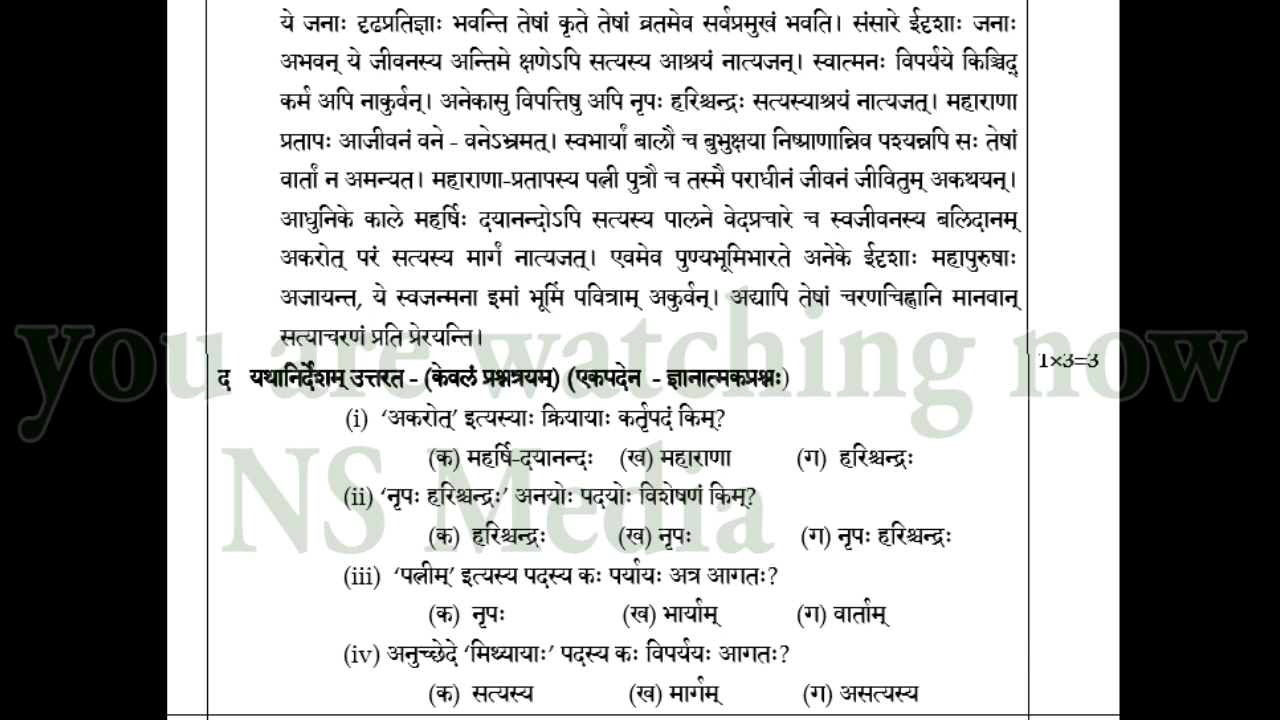 ये जनाः दृढप्रतिज्ञाः भवन्ति तेषां कृते तेषां व्रतमेव सर्वप्रमुखं भवति। संसारे ईदृशाः जनाः
अभवन् ये जीवनस्य अन्तिमे क्षणेऽपि सत्यस्य आश्रयं नात्यजन्। स्वात्मनः विपर्यये किञ्चिद्
कर्म अपि नाकुर्वन्। अनेकासु विपत्तिषु अपि नृपः हरिश्चन्द्रः सत्यस्याश्रयं नात्यजत्। महाराणा
प्रतापः आजीवनं वने - वनेऽभ्रमत्। स्वभार्यां बालौ च बुभुक्षया निष्प्राणान्निव पश्यन्नपि सः तेषां
वार्तां न अमन्यत। महाराणा-प्रतापस्य पत्नी पुत्रौ च तस्मै पराधीनं जीवनं जीवितुम् अकथयन्।
आधुनिके काले महर्षिः दयानन्दोऽपि सत्यस्य पालने वेदप्रचारे च स्वजीवनस्य बलिदानम्
अकरोत् परं सत्यस्य मार्गं नात्यजत्। एवमेव पुण्यभूमिभारते अनेके ईदृशाः महापुरुषाः
अजायन्त, ये स्वजन्मना इमां भूमिं पवित्राम् अकुर्वन्। अद्यापि तेषां चरणचिह्नानि मानवान्
सत्याचरणं प्रति प्रेरयन्ति।
you are watching now
1×3=3
द यथानिर्देशम् उत्तरत - (केवलं प्रश्नत्रयम्) (एकपदेन - ज्ञानात्मकप्रश्नः)
(i) ‘अकरोत्’ इत्यस्याः क्रियायाः कर्तृपदं किम्?
(क) महर्षि-दयानन्दः (ख) महाराणा (ग) हरिश्चन्द्रः
(ii) ‘नृपः हरिश्चन्द्रः’ अनयोः पदयोः विशेषणं किम्?
NS Media
(क) हरिश्चन्द्रः (ख) नृपः (ग) नृपः हरिश्चन्द्रः
(iii) ‘पत्नीम्’ इत्यस्य पदस्य कः पर्यायः अत्र आगतः?
(क) नृपः (ख) भार्याम् (ग) वार्ताम्
(iv) अनुच्छेदे ‘मिथ्यायाः’ पदस्य कः विपर्ययः आगतः?
(क) सत्यस्य (ख) मार्गम् (ग) असत्यस्य